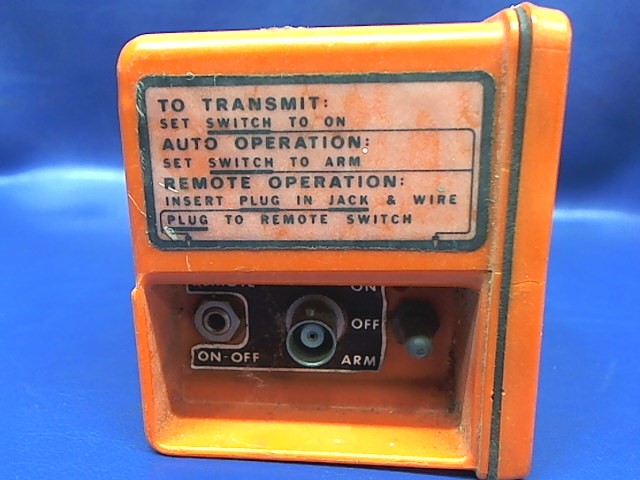 TO TRANSMIT:
SET SWITCH TO ON
AUTO OPERATION:
SET SWITCH TO ARM
REMOTE OPERATION:
INSERT PLUG IN JACK & WIRE
PLUG TO REMOTE SWITCH
REMOTE ON
OFF
ON-OFF ARM